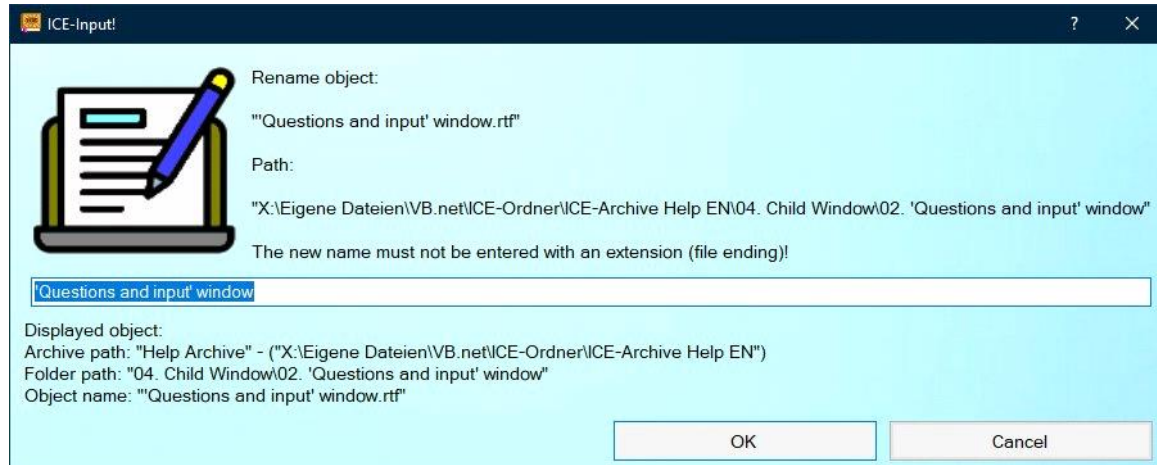 ICE-Input!
?
Rename object:
"'Questions and input' window.rtf"
Path:
"X:\Eigene Dateien\VB.net\ICE-Ordner\ICE-Archive Help EN\04. Child Window\02. 'Questions and input' window"
The new name must not be entered with an extension (file ending)!
'Questions and input' window
Displayed object:
Archive path: "Help Archive" - ("X:\Eigene Dateien\VB.net\ICE-Ordner\ICE-Archive Help EN")
Folder path: "04. Child Window\02. 'Questions and input' window"
Object name: "'Questions and input' window.rtf"
OK Cancel